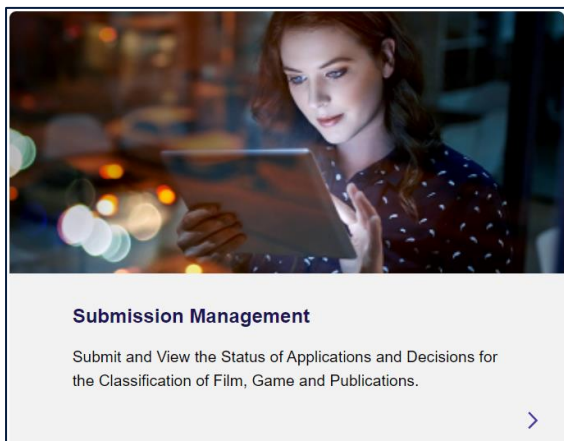 Submission Management
Submit and View the Status of Applications and Decisions for
the Classification of Film, Game and Publications.